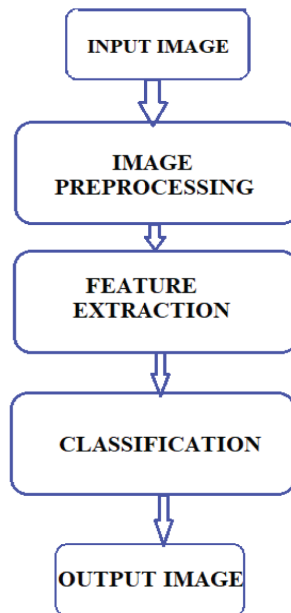 INPUT IMAGE
IMAGE
PREPROCESSING
FEATURE
EXTRACTION
CLASSIFICATION
OUTPUT IMAGE